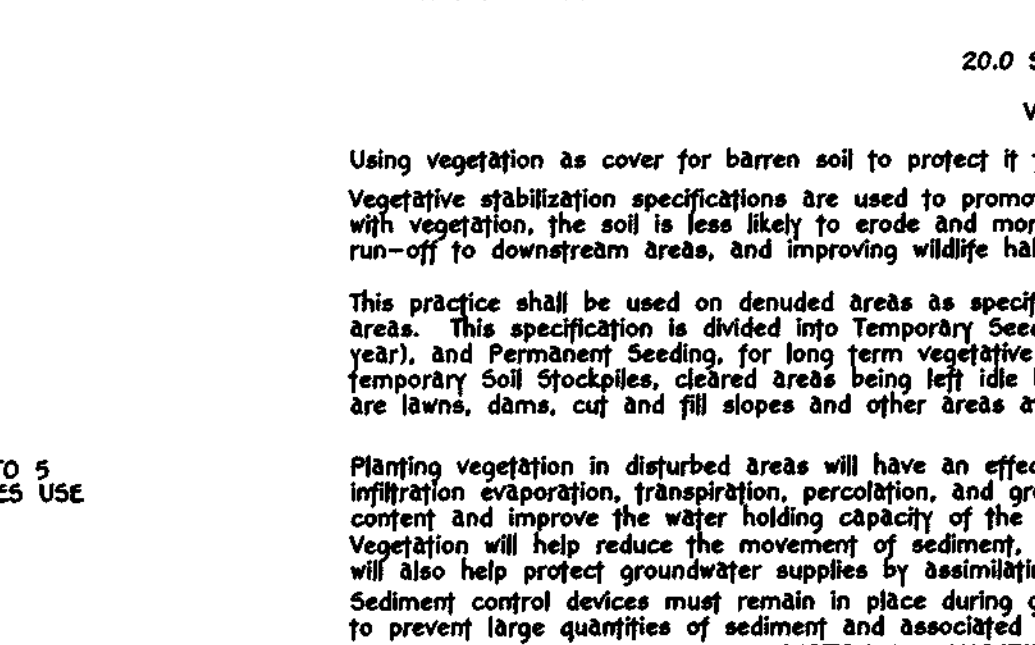 20.0 S
V
Using vegetation as cover for barren soil to protect it
Vegetative stabilization specifications are used to promo
with vegetation, the soil is less likely to erode and mor
run-off to downstream areas, and improving wildlife hab
This practice shall be used on denuded areas as specif
areas. This specification is divided into Temporary Seed
year), and Permanent Seeding, for long term vegetative
temporary Soil Stockpiles, cleared areas being left idle
are lawns, dams, cut and fill slopes and other areas at
TO 5
ES USE
Planting vegetation in disturbed areas will have an effec
infiltration evaporation, transpiration, percolation, and gro
content and improve the water holding capacity of the
Vegetation will help reduce the movement of sediment,
will also help protect groundwater supplies by assimilatin
Sediment control devices must remain in place during g
to prevent large quantities of sediment and associated